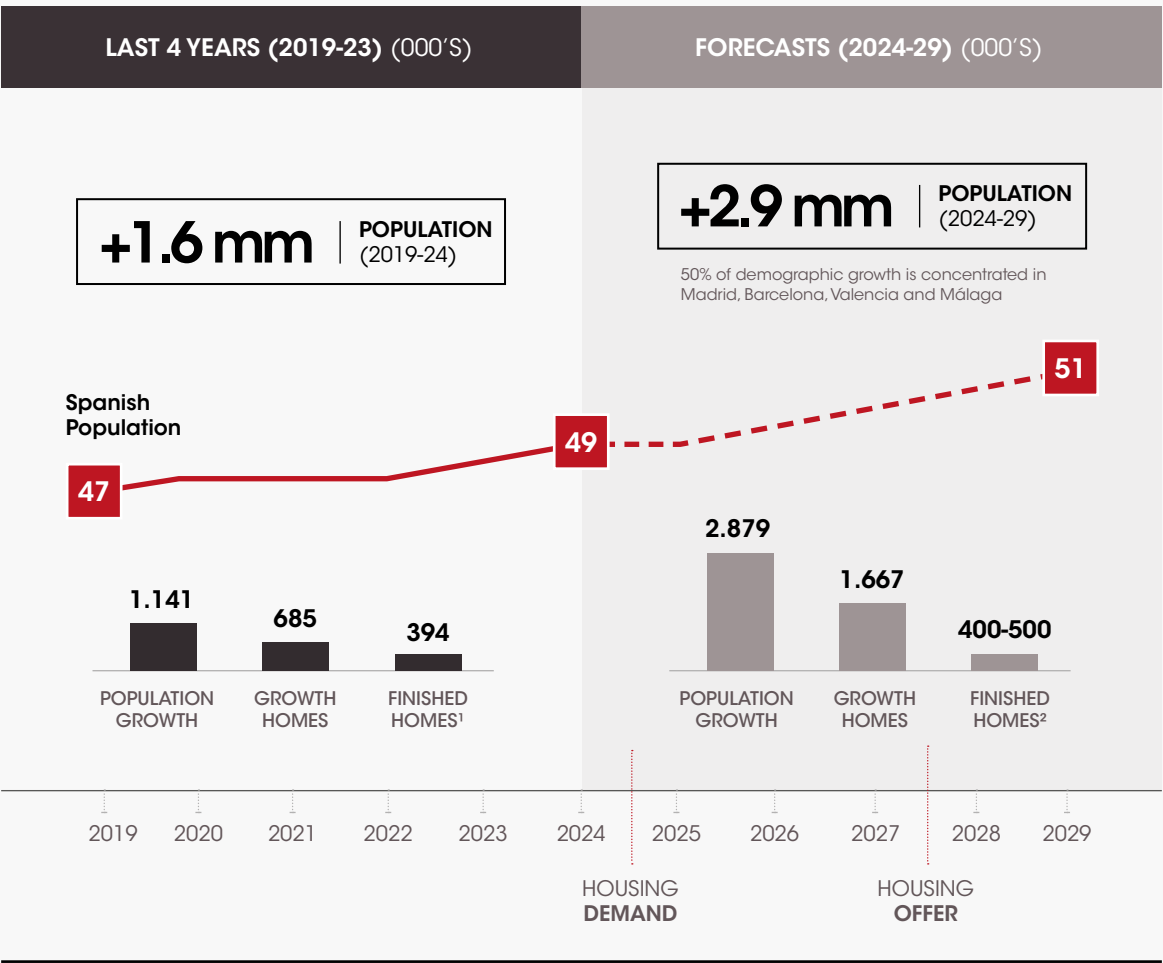 LAST 4 YEARS (2019-23) (000'S)
FORECASTS (2024-29) (000'S)
+1.6 mm
POPULATION
(2019-24)
+2.9 mm
POPULATION
(2024-29)
50% of demographic growth is concentrated in
Madrid, Barcelona, Valencia and Málaga
Spanish
Population
47
49
51
1.141
685
394
POPULATION
GROWTH
GROWTH
HOMES
FINISHED
HOMES¹
2.879
1.667
400-500
POPULATION
GROWTH
GROWTH
HOMES
FINISHED
HOMES²
2019
2020
2021
2022
2023
2024
2025
2026
2027
2028
2029
HOUSING
DEMAND
HOUSING
OFFER